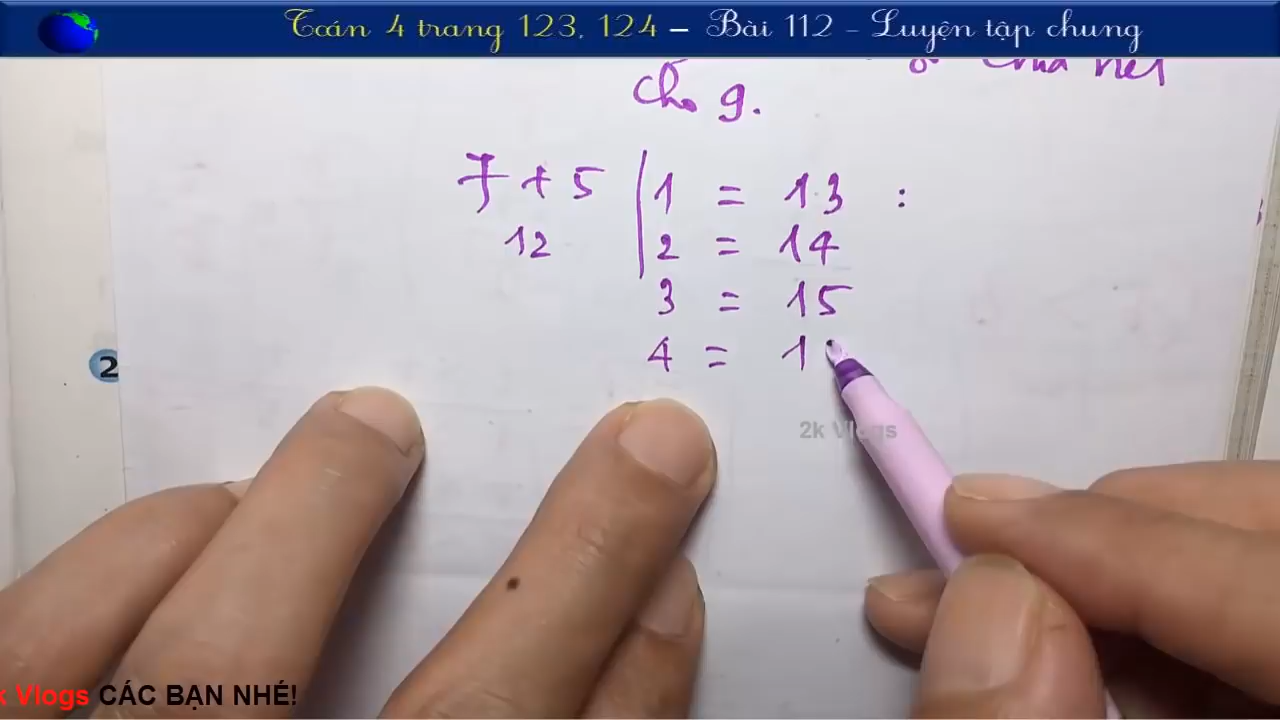 Toán 4 trang 123, 124 – Bài 112 - Luyện tập chung
cho 9.
7 + 5 | 1 = 13 :
12 | 2 = 14
3 = 15
4 = 1
2
2k Vlogs
k Vlogs CÁC BẠN NHÉ!